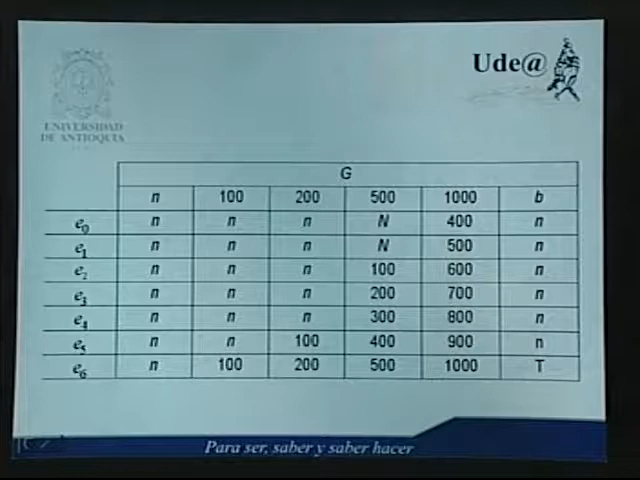 Ude@
UNIVERSIDAD
DE ANTIOQUIA
G
n 100 200 500 1000 b
e0 n n n N 400 n
e1 n n n N 500 n
e2 n n n 100 600 n
e3 n n n 200 700 n
e4 n n n 300 800 n
e5 n n 100 400 900 n
e6 n 100 200 500 1000 T
Para ser, saber y saber hacer